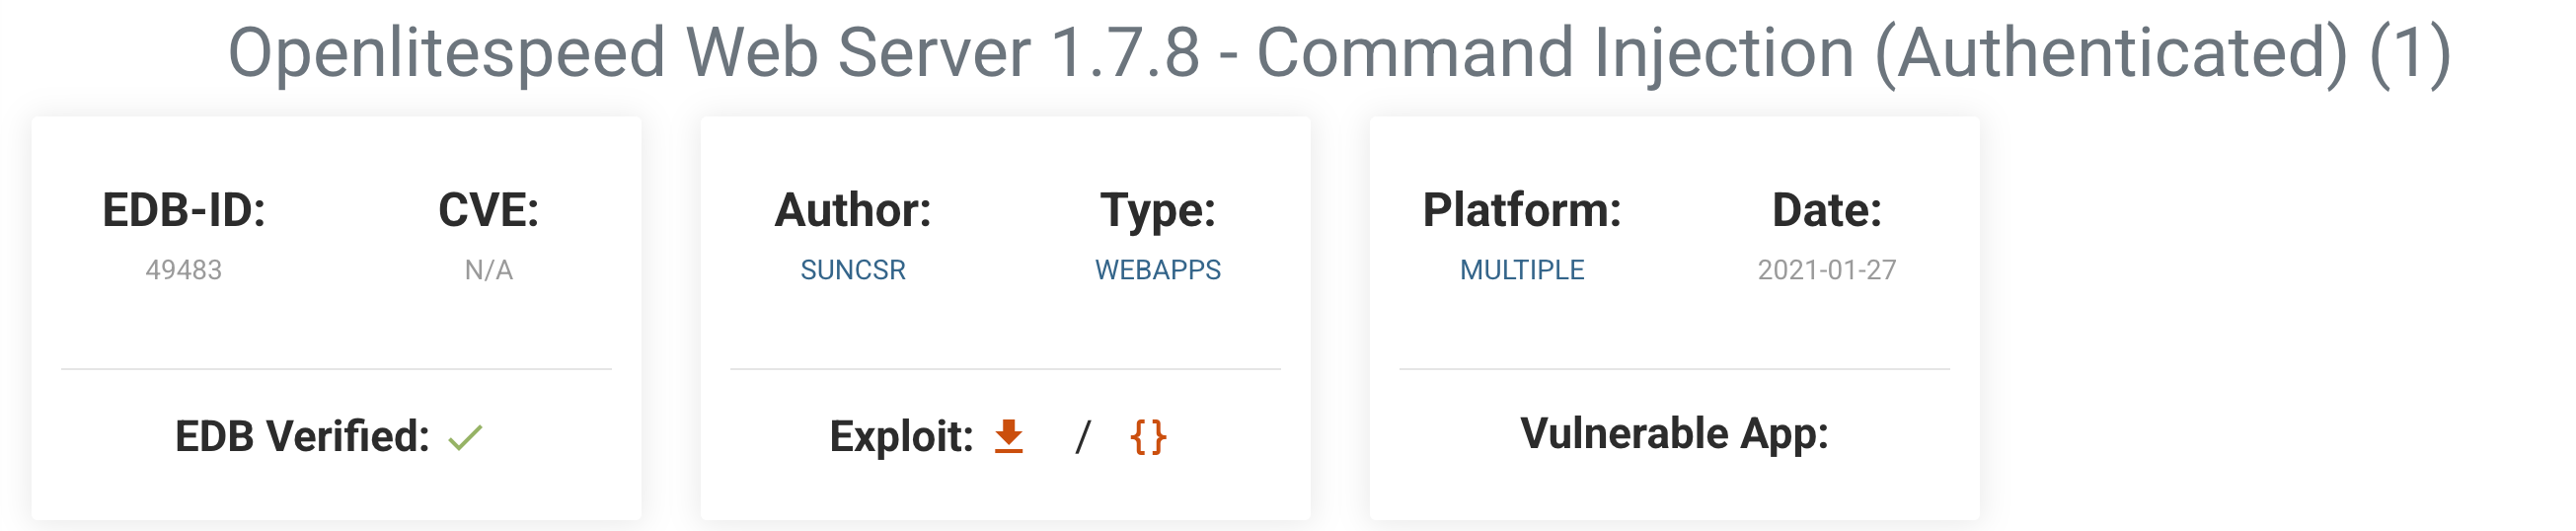 Openlitespeed Web Server 1.7.8 - Command Injection (Authenticated) (1)
EDB-ID:
49483
CVE:
N/A
EDB Verified:
Author:
SUNCSR
Type:
WEBAPPS
Exploit: / {}
Platform:
MULTIPLE
Date:
2021-01-27
Vulnerable App: